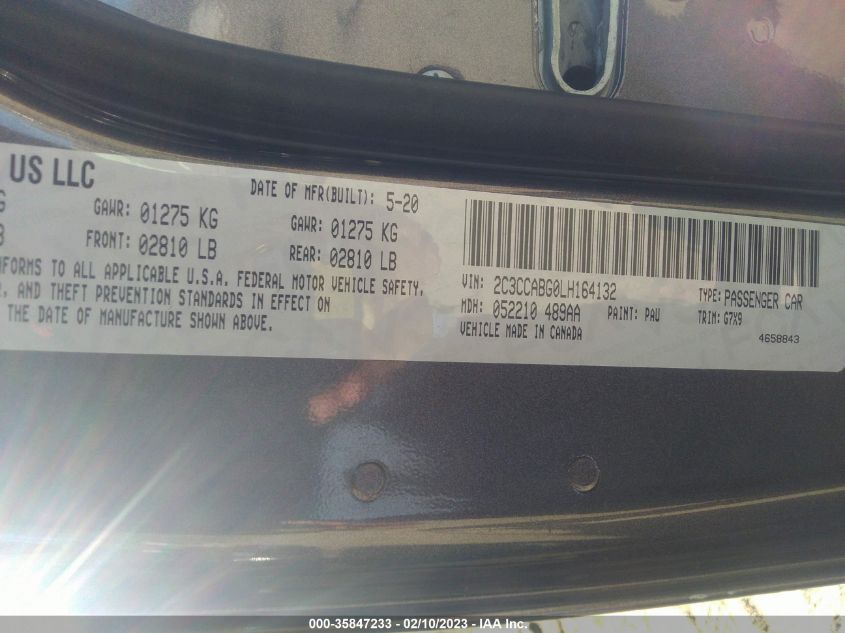 US LLC
DATE OF MFR(BUILT): 5-20
G GAWR: 01275 KG GAWR: 01275 KG
B FRONT: 02810 LB REAR: 02810 LB
NFORMS TO ALL APPLICABLE U.S.A. FEDERAL MOTOR VEHICLE SAFETY,
R, AND THEFT PREVENTION STANDARDS IN EFFECT ON
THE DATE OF MANUFACTURE SHOWN ABOVE.
VIN: 2C3CCABG0LH164132 TYPE: PASSENGER CAR
MDH: 052210 489AA PAINT: PAU TRIM: G7X9
VEHICLE MADE IN CANADA 4658843
000-35847233 - 02/10/2023 - IAA Inc.